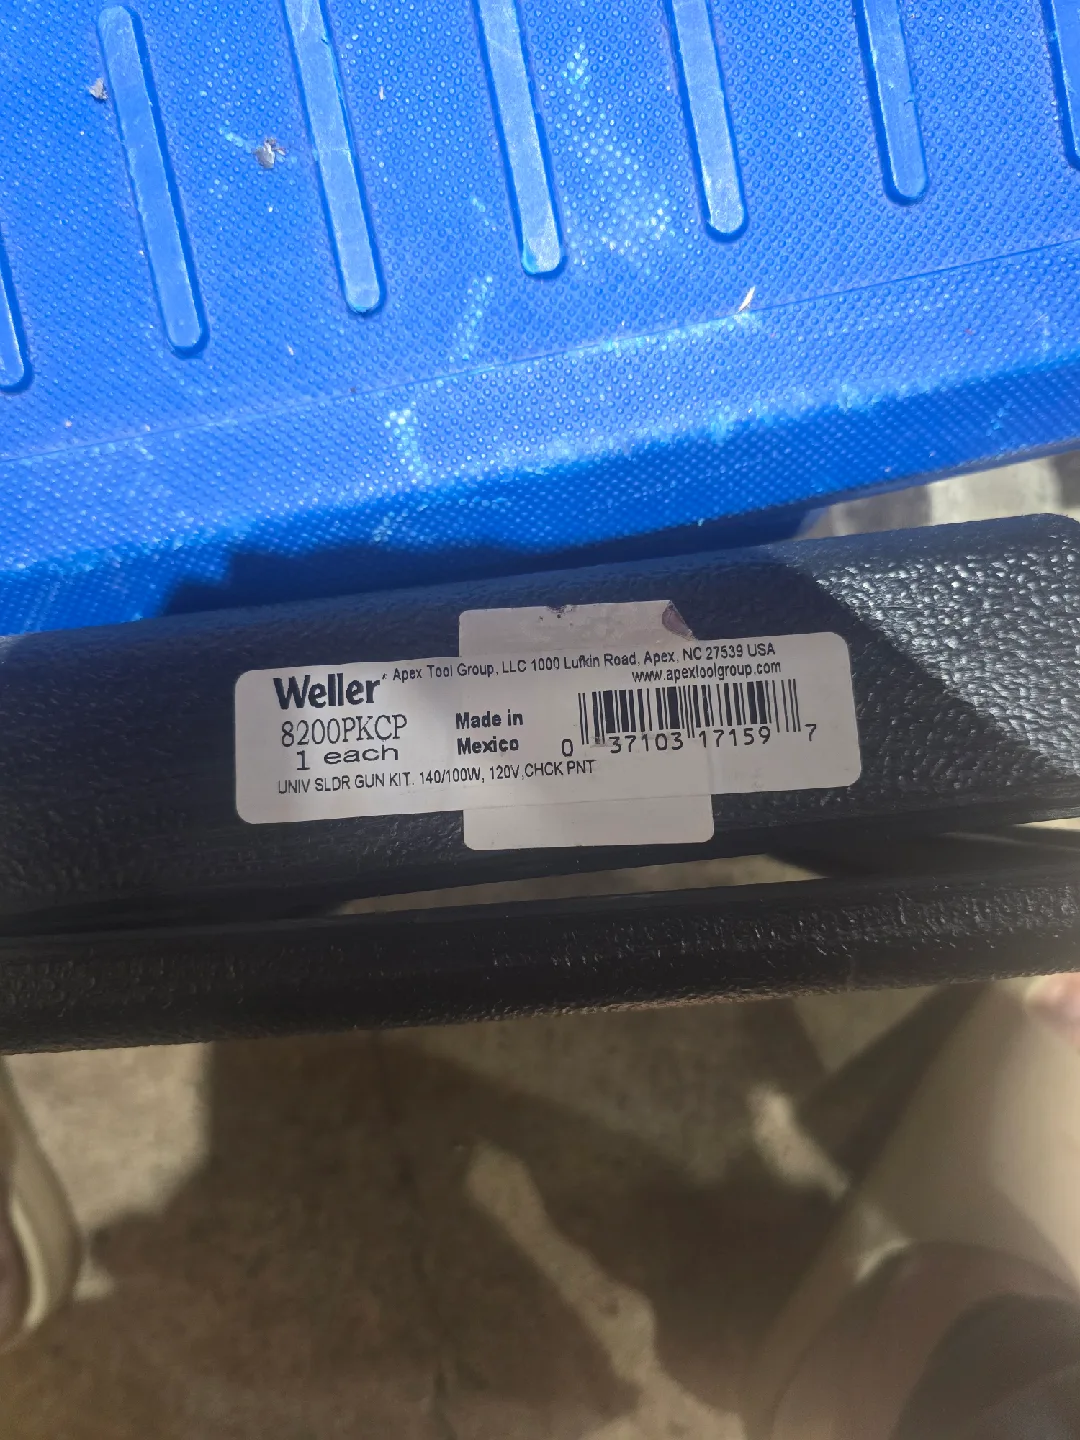 Weller® Apex Tool Group, LLC 1000 Lufkin Road, Apex, NC 27539 USA
www.apextoolgroup.com
8200PKCP
1 each
Made in
Mexico
0 37103 17159 7
UNIV SLDR GUN KIT. 140/100W, 120V,CHCK PNT